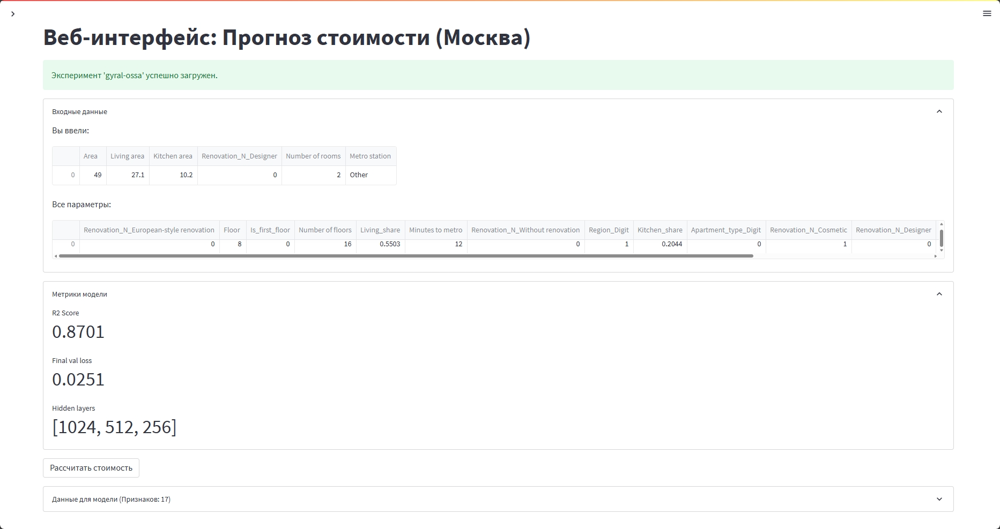 Веб-интерфейс: Прогноз стоимости (Москва)
Эксперимент 'gyral-ossa' успешно загружен.
Входные данные
Вы ввели:
Area Living area Kitchen area Renovation_N_Designer Number of rooms Metro station
0 49 27.1 10.2 0 2 Other
Все параметры:
Renovation_N_European-style renovation Floor Is_first_floor Number of floors Living_share Minutes to metro Renovation_N_Without renovation Region_Digit Kitchen_share Apartment_type_Digit Renovation_N_Cosmetic Renovation_N_Designer
0 0 8 0 16 0.5503 12 0 1 0.2044 0 1 0
Метрики модели
R2 Score
0.8701
Final val loss
0.0251
Hidden layers
[1024, 512, 256]
Рассчитать стоимость
Данные для модели (Признаков: 17)